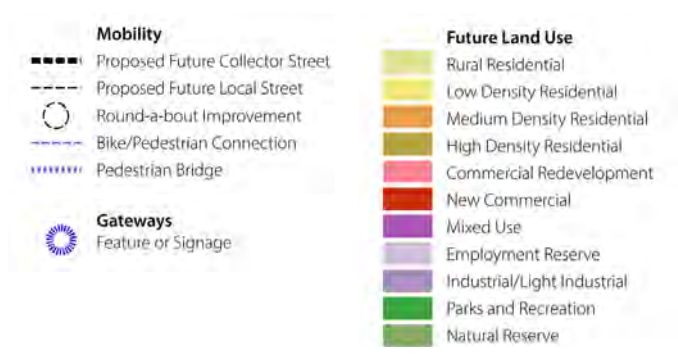 Mobility
Proposed Future Collector Street
Proposed Future Local Street
Round-a-bout Improvement
Bike/Pedestrian Connection
Pedestrian Bridge
Gateways
Feature or Signage
Future Land Use
Rural Residential
Low Density Residential
Medium Density Residential
High Density Residential
Commercial Redevelopment
New Commercial
Mixed Use
Employment Reserve
Industrial/Light Industrial
Parks and Recreation
Natural Reserve